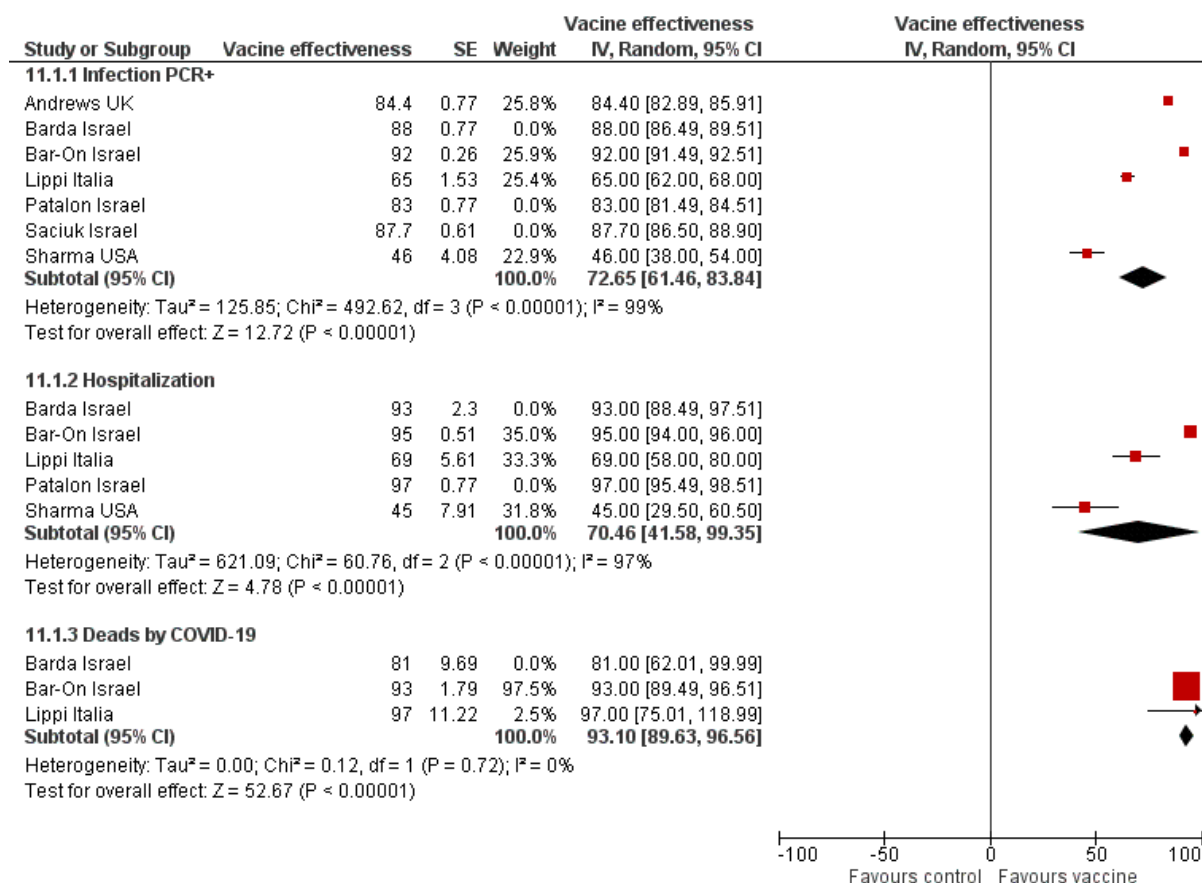 Vacine effectiveness Vaccine effectiveness
Study or Subgroup Vacine effectiveness SE Weight IV, Random, 95% CI IV, Random, 95% CI
11.1.1 Infection PCR+
Andrews UK 84.4 0.77 25.8% 84.40 [82.89, 85.91]
Barda Israel 88 0.77 0.0% 88.00 [86.49, 89.51]
Bar-On Israel 92 0.26 25.9% 92.00 [91.49, 92.51]
Lippi Italia 65 1.53 25.4% 65.00 [62.00, 68.00]
Patalon Israel 83 0.77 0.0% 83.00 [81.49, 84.51]
Saciuk Israel 87.7 0.61 0.0% 87.70 [86.50, 88.90]
Sharma USA 46 4.08 22.9% 46.00 [38.00, 54.00]
Subtotal (95% CI) 100.0% 72.65 [61.46, 83.84]
Heterogeneity: Tau² = 125.85; Chi² = 492.62, df = 3 (P < 0.00001); I² = 99%
Test for overall effect: Z = 12.72 (P < 0.00001)
11.1.2 Hospitalization
Barda Israel 93 2.3 0.0% 93.00 [88.49, 97.51]
Bar-On Israel 95 0.51 35.0% 95.00 [94.00, 96.00]
Lippi Italia 69 5.61 33.3% 69.00 [58.00, 80.00]
Patalon Israel 97 0.77 0.0% 97.00 [95.49, 98.51]
Sharma USA 45 7.91 31.8% 45.00 [29.50, 60.50]
Subtotal (95% CI) 100.0% 70.46 [41.58, 99.35]
Heterogeneity: Tau² = 621.09; Chi² = 60.76, df = 2 (P < 0.00001); I² = 97%
Test for overall effect: Z = 4.78 (P < 0.00001)
11.1.3 Deads by COVID-19
Barda Israel 81 9.69 0.0% 81.00 [62.01, 99.99]
Bar-On Israel 93 1.79 97.5% 93.00 [89.49, 96.51]
Lippi Italia 97 11.22 2.5% 97.00 [75.01, 118.99]
Subtotal (95% CI) 100.0% 93.10 [89.63, 96.56]
Heterogeneity: Tau² = 0.00; Chi² = 0.12, df = 1 (P = 0.72); I² = 0%
Test for overall effect: Z = 52.67 (P < 0.00001)
-100 -50 0 50 100
Favours control Favours vaccine